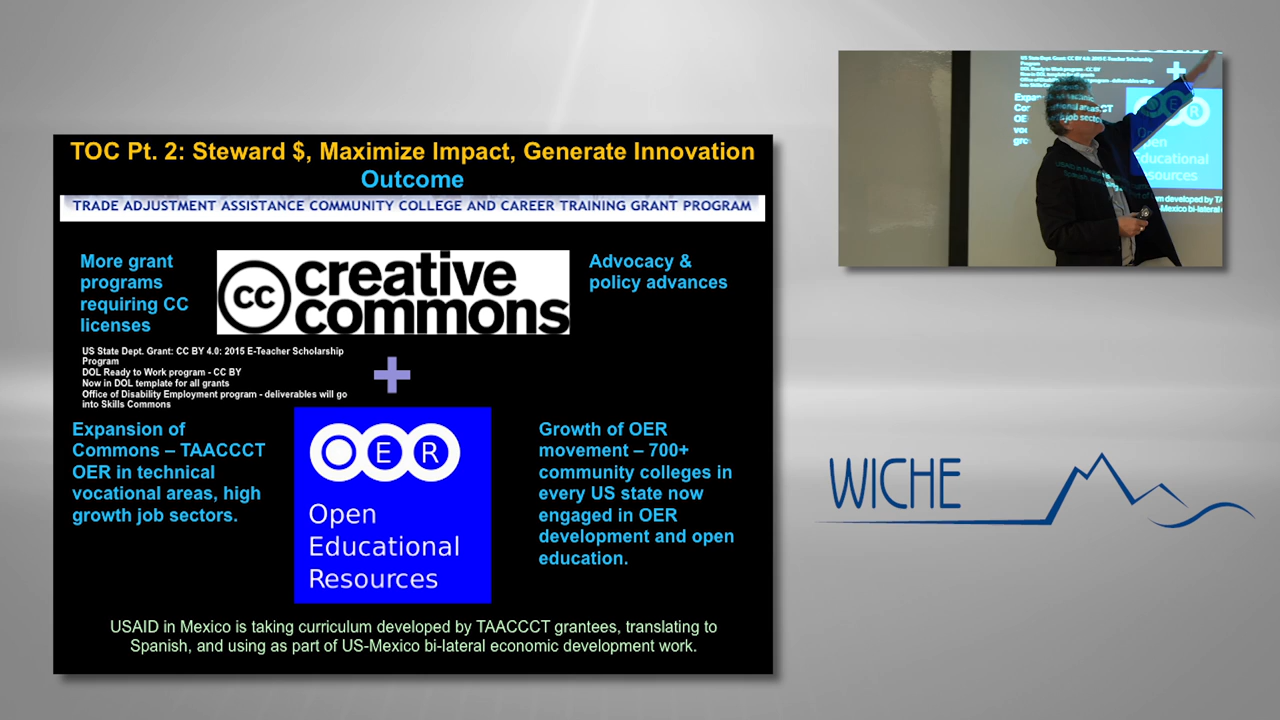 TOC Pt. 2: Steward $, Maximize Impact, Generate Innovation
Outcome
TRADE ADJUSTMENT ASSISTANCE COMMUNITY COLLEGE AND CAREER TRAINING GRANT PROGRAM
More grant
programs
requiring CC
licenses
cc creative
commons
Advocacy &
policy advances
US State Dept. Grant: CC BY 4.0: 2015 E-Teacher Scholarship
Program
DOL Ready to Work program - CC BY
Now in DOL template for all grants
Office of Disability Employment program - deliverables will go
into Skills Commons
Expansion of
Commons – TAACCCT
OER in technical
vocational areas, high
growth job sectors.
OER
Open
Educational
Resources
Growth of OER
movement – 700+
community colleges in
every US state now
engaged in OER
development and open
education.
USAID in Mexico is taking curriculum developed by TAACCCT grantees, translating to
Spanish, and using as part of US-Mexico bi-lateral economic development work.
WICHE